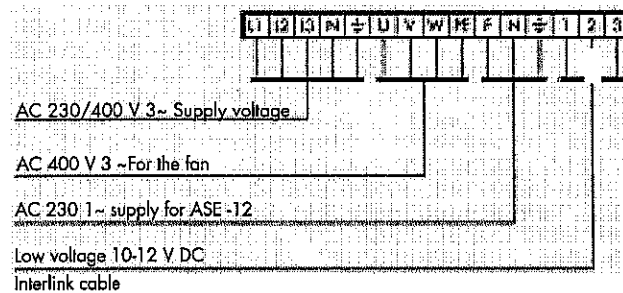 L1 L2 L3 N ⏚ U V W PE F N ⏚ 1 2 3
AC 230/400 V 3~ Supply voltage
AC 400 V 3 ~For the fan
AC 230 1~ supply for ASE -12
Low voltage 10-12 V DC
Interlink cable